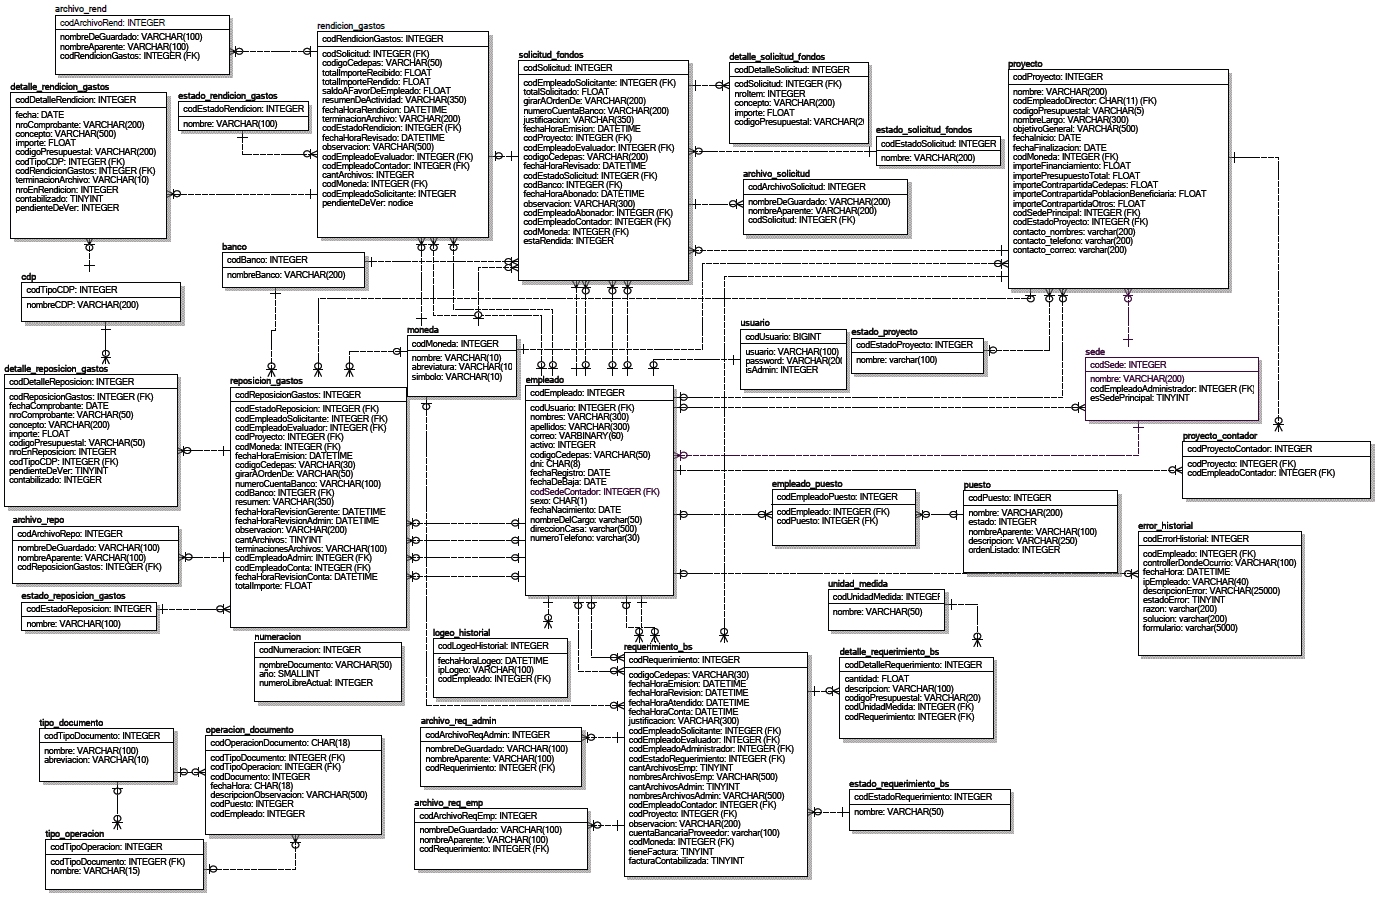 archivo_rend
codArchivoRend: INTEGER
nombreDeGuardado: VARCHAR(100)
nombreAparente: VARCHAR(100)
codRendicionGastos: INTEGER (FK)
rendicion_gastos
codRendicionGastos: INTEGER
codSolicitud: INTEGER (FK)
codigoCedepas: VARCHAR(50)
totalImporteRecibido: FLOAT
totalImporteRendido: FLOAT
saldoAFavorDeEmpleado: FLOAT
resumenDeActividad: VARCHAR(350)
fechaHoraRendicion: DATETIME
terminacionArchivo: VARCHAR(200)
codEstadoRendicion: INTEGER (FK)
fechaHoraRevisado: DATETIME
observacion: VARCHAR(500)
codEmpleadoEvaluador: INTEGER (FK)
codEmpleadoContador: INTEGER (FK)
cantArchivos: INTEGER
codMoneda: INTEGER (FK)
codEmpleadoSolicitante: INTEGER
pendienteDeVer: nodice
solicitud_fondos
codSolicitud: INTEGER
codEmpleadoSolicitante: INTEGER (FK)
totalSolicitado: FLOAT
girarAOrdenDe: VARCHAR(200)
numeroCuentaBanco: VARCHAR(200)
justificacion: VARCHAR(350)
fechaHoraEmision: DATETIME
codProyecto: INTEGER (FK)
codEmpleadoEvaluador: INTEGER (FK)
codigoCedepas: VARCHAR(200)
fechaHoraRevisado: DATETIME
codEstadoSolicitud: INTEGER (FK)
codBanco: INTEGER (FK)
fechaHoraAbonado: DATETIME
observacion: VARCHAR(300)
codEmpleadoAbonador: INTEGER (FK)
codEmpleadoContador: INTEGER (FK)
codMoneda: INTEGER (FK)
estaRendida: INTEGER
detalle_solicitud_fondos
codDetalleSolicitud: INTEGER
codSolicitud: INTEGER (FK)
nroItem: INTEGER
concepto: VARCHAR(200)
importe: FLOAT
codigoPresupuestal: VARCHAR(2(
proyecto
codProyecto: INTEGER
nombre: VARCHAR(200)
codEmpleadoDirector: CHAR(11) (FK)
codigoPresupuestal: VARCHAR(5)
nombreLargo: VARCHAR(300)
objetivoGeneral: VARCHAR(500)
fechaInicio: DATE
fechaFinalizacion: DATE
codMoneda: INTEGER (FK)
importeFinanciamiento: FLOAT
importePresupuestoTotal: FLOAT
importeContrapartidaCedepas: FLOAT
importeContrapartidaPoblacionBeneficiaria: FLOAT
importeContrapartidaOtros: FLOAT
codSedePrincipal: INTEGER (FK)
codEstadoProyecto: INTEGER (FK)
contacto_nombres: varchar(200)
contacto_telefono: varchar(200)
contacto_correo: varchar(200)
detalle_rendicion_gastos
codDetalleRendicion: INTEGER
fecha: DATE
nroComprobante: VARCHAR(200)
concepto: VARCHAR(500)
importe: FLOAT
codigoPresupuestal: VARCHAR(200)
codTipoCDP: INTEGER (FK)
codRendicionGastos: INTEGER (FK)
terminacionArchivo: VARCHAR(10)
nroEnRendicion: INTEGER
contabilizado: TINYINT
pendienteDeVer: INTEGER
estado_rendicion_gastos
codEstadoRendicion: INTEGER
nombre: VARCHAR(100)
estado_solicitud_fondos
codEstadoSolicitud: INTEGER
nombre: VARCHAR(200)
archivo_solicitud
codArchivoSolicitud: INTEGER
nombreDeGuardado: VARCHAR(200)
nombreAparente: VARCHAR(200)
codSolicitud: INTEGER (FK)
banco
codBanco: INTEGER
nombreBanco: VARCHAR(200)
cdp
codTipoCDP: INTEGER
nombreCDP: VARCHAR(200)
moneda
codMoneda: INTEGER
nombre: VARCHAR(10)
abreviatura: VARCHAR(10
simbolo: VARCHAR(10)
usuario
codUsuario: BIGINT
usuario: VARCHAR(100)
password: VARCHAR(20(
isAdmin: INTEGER
estado_proyecto
codEstadoProyecto: INTEGER
nombre: varchar(100)
sede
codSede: INTEGER
nombre: VARCHAR(200)
codEmpleadoAdministrador: INTEGER (FK)
esSedePrincipal: TINYINT
detalle_reposicion_gastos
codDetalleReposicion: INTEGER
codReposicionGastos: INTEGER (FK)
fechaComprobante: DATE
nroComprobante: VARCHAR(50)
concepto: VARCHAR(200)
importe: FLOAT
codigoPresupuestal: VARCHAR(50)
nroEnReposicion: INTEGER
codTipoCDP: INTEGER (FK)
pendienteDeVer: TINYINT
contabilizado: INTEGER
reposicion_gastos
codReposicionGastos: INTEGER
codEstadoReposicion: INTEGER (FK)
codEmpleadoSolicitante: INTEGER (FK)
codEmpleadoEvaluador: INTEGER (FK)
codProyecto: INTEGER (FK)
codMoneda: INTEGER (FK)
fechaHoraEmision: DATETIME
codigoCedepas: VARCHAR(30)
girarAOrdenDe: VARCHAR(50)
numeroCuentaBanco: VARCHAR(100)
codBanco: INTEGER (FK)
resumen: VARCHAR(350)
fechaHoraRevisionGerente: DATETIME
fechaHoraRevisionAdmin: DATETIME
observacion: VARCHAR(200)
cantArchivos: TINYINT
terminacionesArchivos: VARCHAR(100)
codEmpleadoAdmin: INTEGER (FK)
codEmpleadoConta: INTEGER (FK)
fechaHoraRevisionConta: DATETIME
totalImporte: FLOAT
empleado
codEmpleado: INTEGER
codUsuario: INTEGER (FK)
nombres: VARCHAR(300)
apellidos: VARCHAR(300)
correo: VARBINARY(60)
activo: INTEGER
codigoCedepas: VARCHAR(50)
dni: CHAR(8)
fechaRegistro: DATE
fechaDeBaja: DATE
codSedeContador: INTEGER (FK)
sexo: CHAR(1)
fechaNacimiento: DATE
nombreDelCargo: varchar(50)
direccionCasa: varchar(500)
numeroTelefono: varchar(30)
proyecto_contador
codProyectoContador: INTEGER
codProyecto: INTEGER (FK)
codEmpleadoContador: INTEGER (FK)
empleado_puesto
codEmpleadoPuesto: INTEGER
codEmpleado: INTEGER (FK)
codPuesto: INTEGER (FK)
puesto
codPuesto: INTEGER
nombre: VARCHAR(200)
estado: INTEGER
nombreAparente: VARCHAR(100)
descripcion: VARCHAR(250)
ordenListado: INTEGER
error_historial
codErrorHistorial: INTEGER
codEmpleado: INTEGER (FK)
controllerDondeOcurrio: VARCHAR(100)
fechaHora: DATETIME
ipEmpleado: VARCHAR(40)
descripcionError: VARCHAR(25000)
estadoError: TINYINT
razon: varchar(200)
solucion: varchar(200)
formulario: varchar(5000)
archivo_repo
codArchivoRepo: INTEGER
nombreDeGuardado: VARCHAR(100)
nombreAparente: VARCHAR(100)
codReposicionGastos: INTEGER (FK)
estado_reposicion_gastos
codEstadoReposicion: INTEGER
nombre: VARCHAR(100)
unidad_medida
codUnidadMedida: INTEGER
nombre: VARCHAR(50)
numeracion
codNumeracion: INTEGER
nombreDocumento: VARCHAR(50)
año: SMALLINT
numeroLibreActual: INTEGER
logeo_historial
codLogeoHistorial: INTEGER
fechaHoraLogeo: DATETIME
ipLogeo: VARCHAR(100)
codEmpleado: INTEGER (FK)
requerimiento_bs
codRequerimiento: INTEGER
codigoCedepas: VARCHAR(30)
fechaHoraEmision: DATETIME
fechaHoraRevision: DATETIME
fechaHoraAtendido: DATETIME
fechaHoraConta: DATETIME
justificacion: VARCHAR(300)
codEmpleadoSolicitante: INTEGER (FK)
codEmpleadoEvaluador: INTEGER (FK)
codEmpleadoAdministrador: INTEGER (FK)
codEstadoRequerimiento: INTEGER (FK)
cantArchivosEmp: TINYINT
nombresArchivosEmp: VARCHAR(500)
cantArchivosAdmin: TINYINT
nombresArchivosAdmin: VARCHAR(500)
codEmpleadoContador: INTEGER (FK)
codProyecto: INTEGER (FK)
observacion: VARCHAR(200)
cuentaBancariaProveedor: varchar(100)
codMoneda: INTEGER (FK)
tieneFactura: TINYINT
facturaContabilizada: TINYINT
detalle_requerimiento_bs
codDetalleRequerimiento: INTEGER
cantidad: FLOAT
descripcion: VARCHAR(100)
codigoPresupuestal: VARCHAR(20)
codUnidadMedida: INTEGER (FK)
codRequerimiento: INTEGER (FK)
tipo_documento
codTipoDocumento: INTEGER
nombre: VARCHAR(100)
abreviacion: VARCHAR(10)
operacion_documento
codOperacionDocumento: CHAR(18)
codTipoDocumento: INTEGER (FK)
codTipoOperacion: INTEGER (FK)
codDocumento: INTEGER
fechaHora: CHAR(18)
descripcionObservacion: VARCHAR(500)
codPuesto: INTEGER
codEmpleado: INTEGER
archivo_req_admin
codArchivoReqAdmin: INTEGER
nombreDeGuardado: VARCHAR(100)
nombreAparente: VARCHAR(100)
codRequerimiento: INTEGER (FK)
estado_requerimiento_bs
codEstadoRequerimiento: INTEGER
nombre: VARCHAR(50)
archivo_req_emp
codArchivoReqEmp: INTEGER
nombreDeGuardado: VARCHAR(100)
nombreAparente: VARCHAR(100)
codRequerimiento: INTEGER (FK)
tipo_operacion
codTipoOperacion: INTEGER
codTipoDocumento: INTEGER (FK)
nombre: VARCHAR(15)